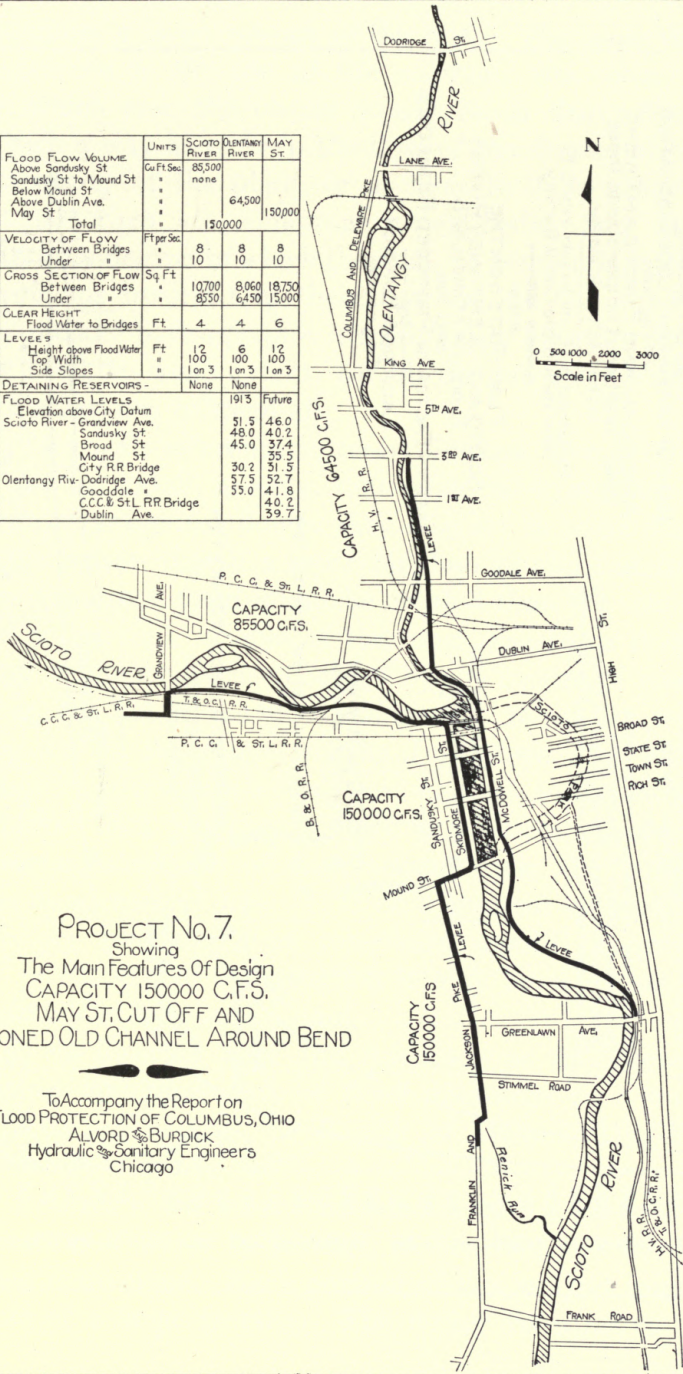 DODRIDGE ST.
RIVER
N
LANE AVE.
UNITS SCIOTO RIVER OLENTANGY RIVER MAY ST.
FLOOD FLOW VOLUME
Above Sandusky St. Cu.Ft.Sec. 85,500
Sandusky St. to Mound St. " none
Below Mound St "
Above Dublin Ave. " 64,500
May St " 150,000
Total " 150,000
VELOCITY OF FLOW Ft per Sec.
Between Bridges " 8 8 8
Under " " 10 10 10
CROSS SECTION OF FLOW Sq. Ft.
Between Bridges " 10,700 8,060 18,750
Under " " 8550 6,450 15,000
CLEAR HEIGHT
Flood Water to Bridges Ft. 4 4 6
LEVEES
Height above Flood Water Ft 12 6 12
Top Width " 100 100 100
Side Slopes " 1 on 3 1 on 3 1 on 3
DETAINING RESERVOIRS - None None
FLOOD WATER LEVELS 1913 Future
Elevation above City Datum
Scioto River - Grandview Ave. 51.5 46.0
Sandusky St. 48.0 40.2
Broad St 45.0 37.4
Mound St. 35.5
City R.R. Bridge 30.2 31.5
Olentangy Riv.- Dodridge Ave. 57.5 52.7
Gooddale " 55.0 41.8
C.C.C. & St L R.R. Bridge 40.2
Dublin Ave. 39.7
COLUMBUS AND DELEWARE PIKE
OLENTANGY
KING AVE
0 500 1000 2000 3000
Scale in Feet
5TH AVE.
3RD AVE.
1ST AVE.
CAPACITY 64500 C.F.S.
H. V. R. R.
LEVEE
P. C. C. & ST. L. R. R.
GOODALE AVE.
CAPACITY
85500 C.F.S.
DUBLIN AVE.
HIGH ST.
SCIOTO RIVER
GRANDVIEW AVE.
LEVEE
T. & O. C. R. R.
C. C. C. & ST. L. R. R.
P. C. C. & ST. L. R. R.
B. & O. R. R.
SCIOTO
BROAD ST.
STATE ST.
TOWN ST.
RICH ST.
CAPACITY
150000 C.F.S.
SANDUSKY ST.
SKIDMORE ST.
MCDOWELL ST.
MOUND ST.
PROJECT NO. 7.
Showing
The Main Features Of Design
CAPACITY 150000 C.F.S.
MAY ST. CUT OFF AND
ONED OLD CHANNEL AROUND BEND
LEVEE
LEVEE
CAPACITY
150000 C.F.S
GREENLAWN AVE.
STIMMEL ROAD
FRANKLIN AND JACKSON PIKE
To Accompany the Report on
LOOD PROTECTION OF COLUMBUS, OHIO
ALVORD & BURDICK
Hydraulic & Sanitary Engineers
Chicago
Renick Run
SCIOTO RIVER
H. V. R. R.
T. & O. C. R. R.
FRANK ROAD